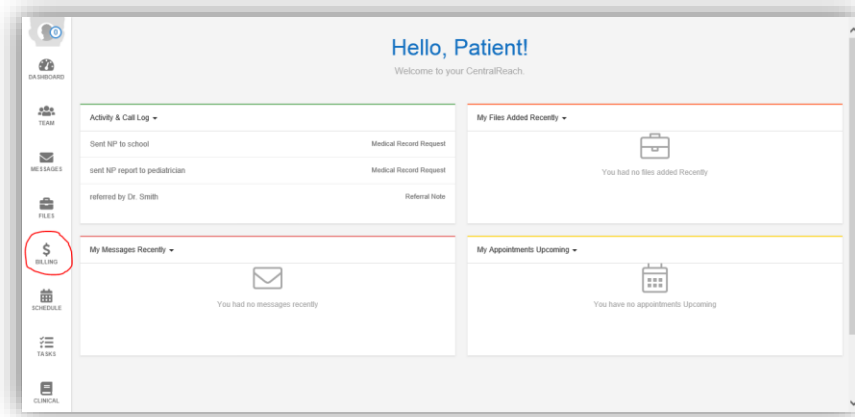 0
DASHBOARD
TEAM
MESSAGES
FILES
$
BILLING
SCHEDULE
TASKS
CLINICAL
Hello, Patient!
Welcome to your CentralReach.
Activity & Call Log
Sent NP to school Medical Record Request
sent NP report to pediatrician Medical Record Request
referred by Dr. Smith Referral Note
My Files Added Recently
You had no files added Recently
My Messages Recently
You had no messages recently
My Appointments Upcoming
You have no appointments Upcoming